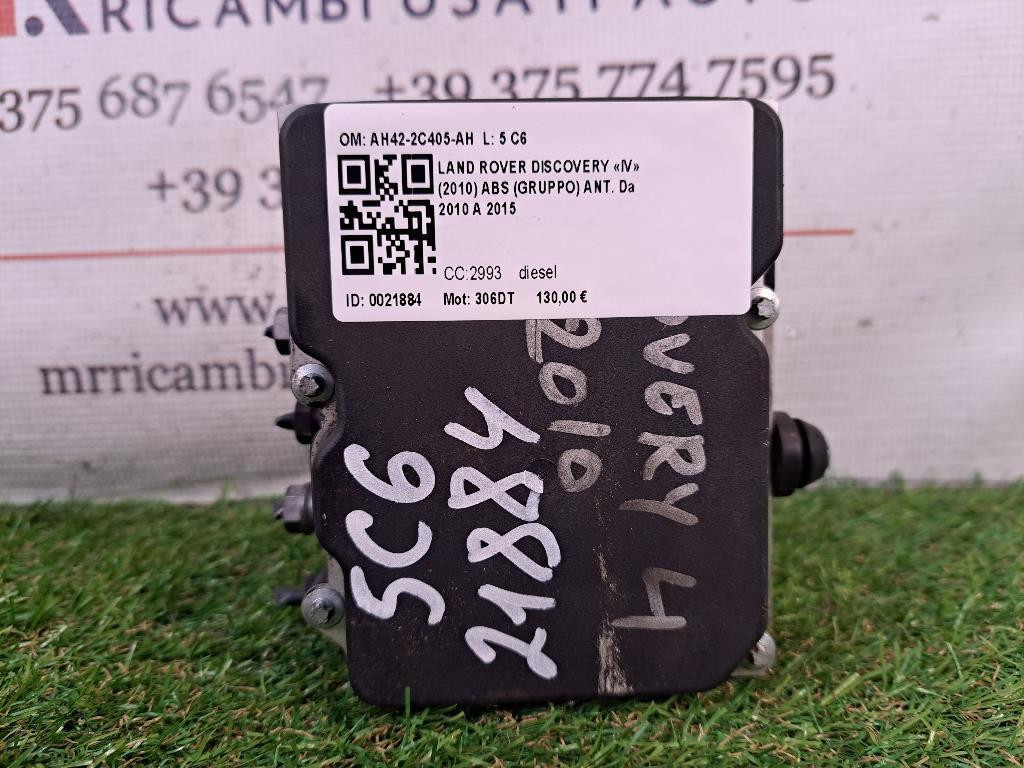 RICAMBI USATI AUTO
375 687 6547 +39 375 774 7595
+39 3
www.
mrricambi
OM: AH42-2C405-AH L: 5 C6
LAND ROVER DISCOVERY «IV»
(2010) ABS (GRUPPO) ANT. Da
2010 A 2015
CC:2993 diesel
ID: 0021884 Mot: 306DT 130,00 €
5C6
21884
2010
OVERY 4